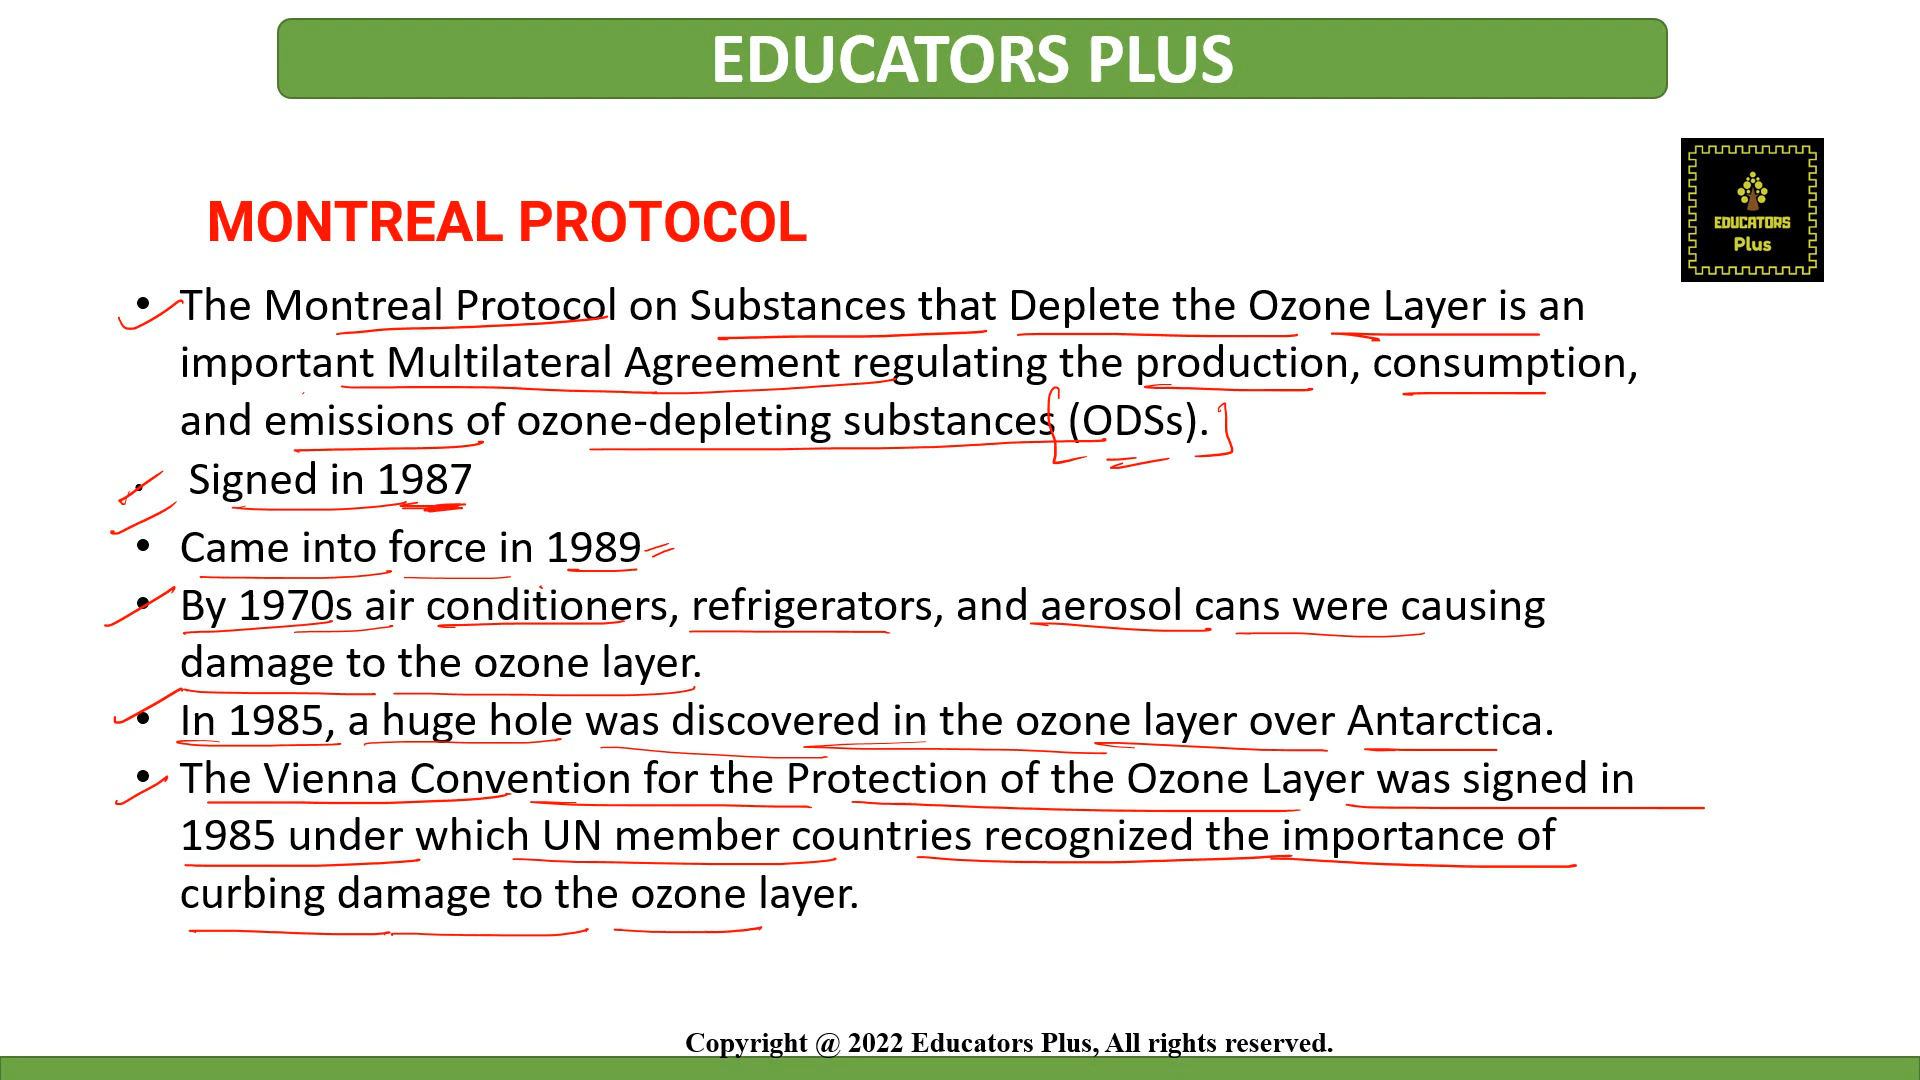 EDUCATORS PLUS
EDUCATORS
Plus
MONTREAL PROTOCOL
• The Montreal Protocol on Substances that Deplete the Ozone Layer is an
important Multilateral Agreement regulating the production, consumption,
and emissions of ozone-depleting substances (ODSs).
• Signed in 1987
• Came into force in 1989
• By 1970s air conditioners, refrigerators, and aerosol cans were causing
damage to the ozone layer.
• In 1985, a huge hole was discovered in the ozone layer over Antarctica.
• The Vienna Convention for the Protection of the Ozone Layer was signed in
1985 under which UN member countries recognized the importance of
curbing damage to the ozone layer.
Copyright @ 2022 Educators Plus, All rights reserved.